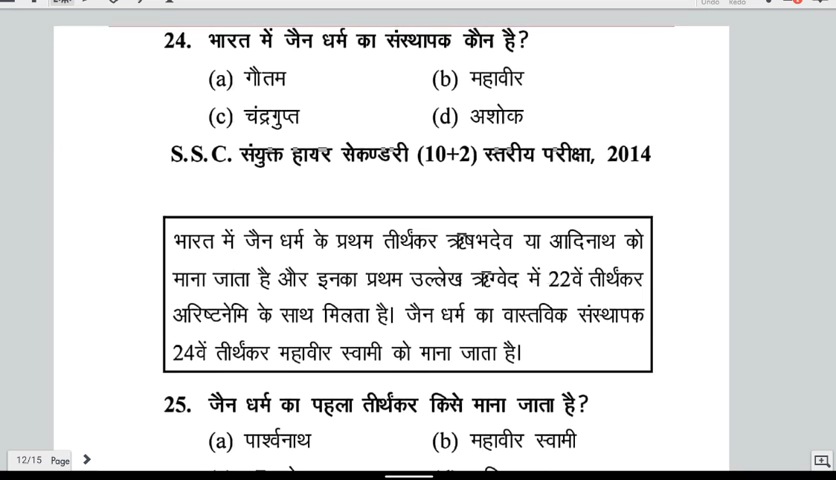 Undo Redo
24. भारत में जैन धर्म का संस्थापक कौन है?
(a) गौतम (b) महावीर
(c) चंद्रगुप्त (d) अशोक
S.S.C. संयुक्त हायर सेकण्डरी (10+2) स्तरीय परीक्षा, 2014
भारत में जैन धर्म के प्रथम तीर्थंकर ऋषभदेव या आदिनाथ को
माना जाता है और इनका प्रथम उल्लेख ऋग्वेद में 22वें तीर्थंकर
अरिष्टनेमि के साथ मिलता है। जैन धर्म का वास्तविक संस्थापक
24वें तीर्थंकर महावीर स्वामी को माना जाता है।
25. जैन धर्म का पहला तीर्थंकर किसे माना जाता है?
(a) पार्श्वनाथ (b) महावीर स्वामी
12/15 Page